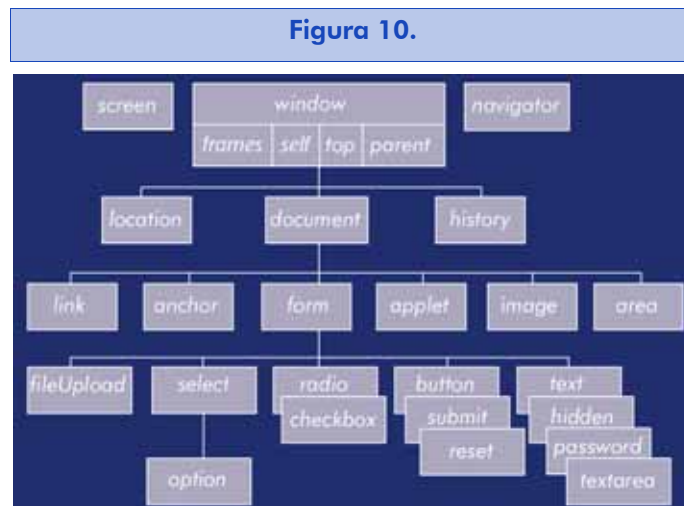 Figura 10.
screen window navigator
frames self top parent
location document history
link anchor form applet image area
fileUpload select radio button text
checkbox submit hidden
reset password
option textarea